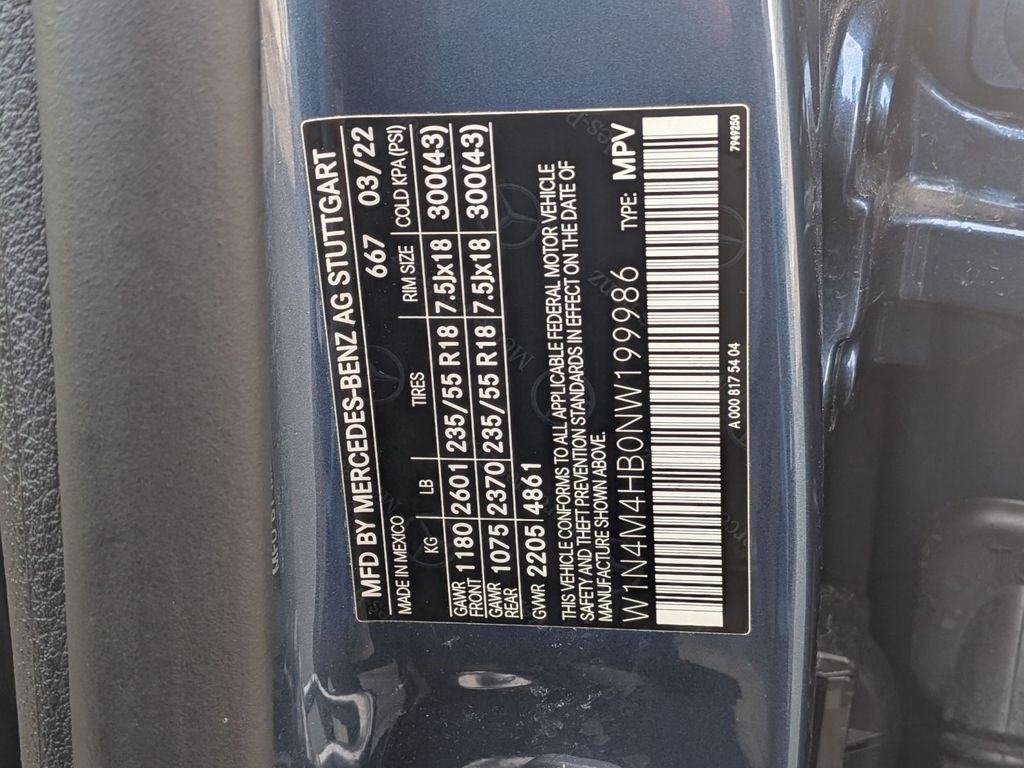 MFD BY MERCEDES-BENZ AG STUTTGART
MADE IN MEXICO 667 03/22
KG LB TIRES RIM SIZE COLD KPA (PSI)
GAWR FRONT 1180 2601 235/55 R18 7.5Jx18 300(43)
GAWR REAR 1075 2370 235/55 R18 7.5Jx18 300(43)
GVWR 2205 4861
THIS VEHICLE CONFORMS TO ALL APPLICABLE FEDERAL MOTOR VEHICLE
SAFETY AND THEFT PREVENTION STANDARDS IN EFFECT ON THE DATE OF
MANUFACTURE SHOWN ABOVE.
W1N4M4HB0NW199986 TYPE: MPV
A 000 817 54 04 7949250